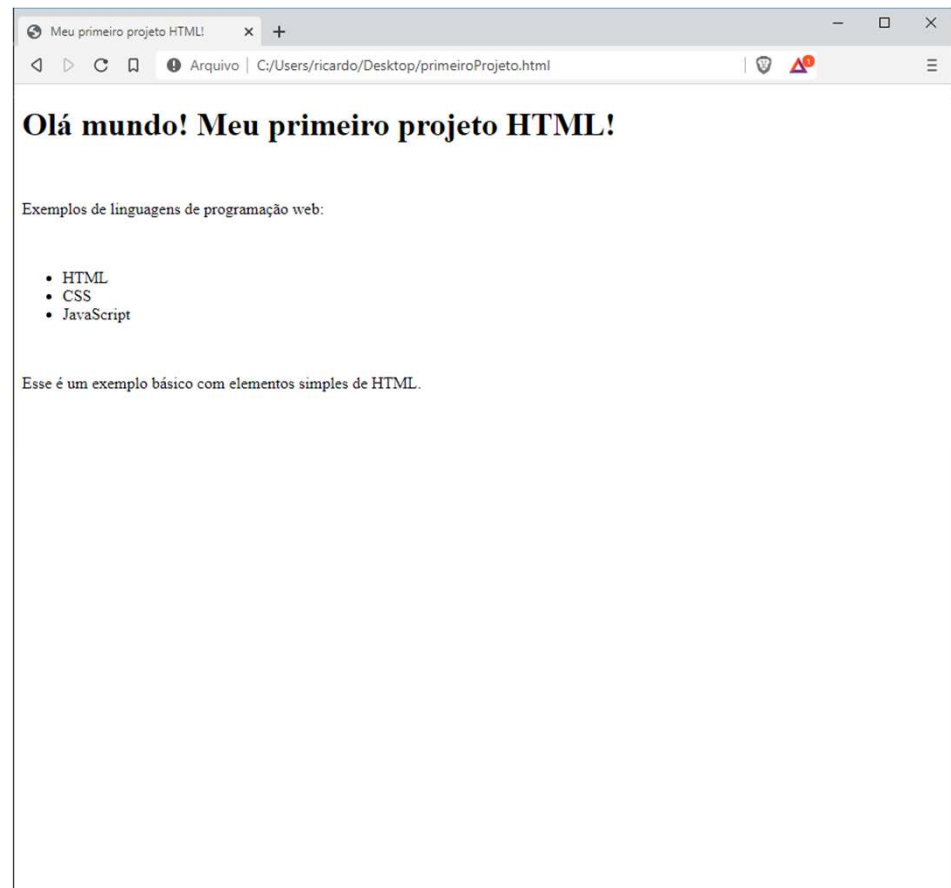 Meu primeiro projeto HTML!
Arquivo | C:/Users/ricardo/Desktop/primeiroProjeto.html
1
Olá mundo! Meu primeiro projeto HTML!
Exemplos de linguagens de programação web:
• HTML
• CSS
• JavaScript
Esse é um exemplo básico com elementos simples de HTML.